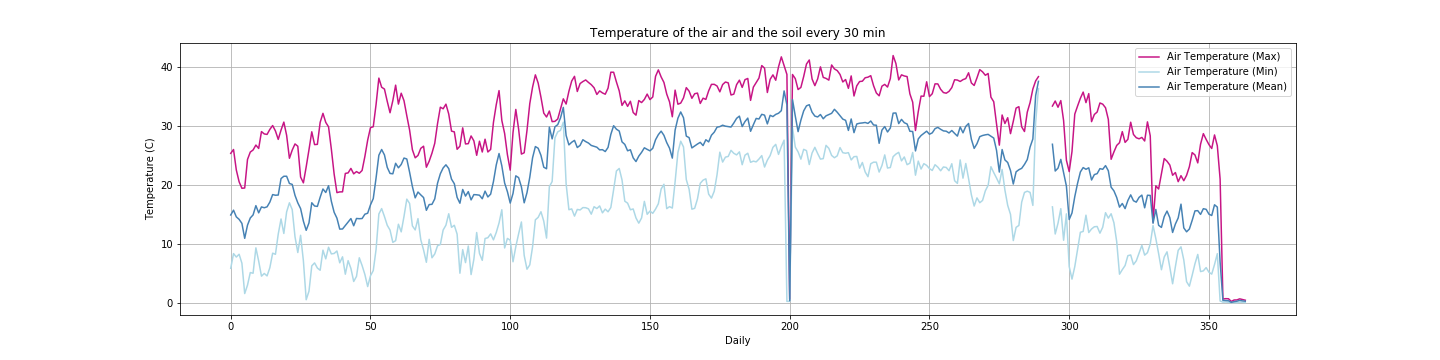 Temperature of the air and the soil every 30 min
Air Temperature (Max)
Air Temperature (Min)
Air Temperature (Mean)
Temperature (C)
40
30
20
10
0
0 50 100 150 200 250 300 350
Daily